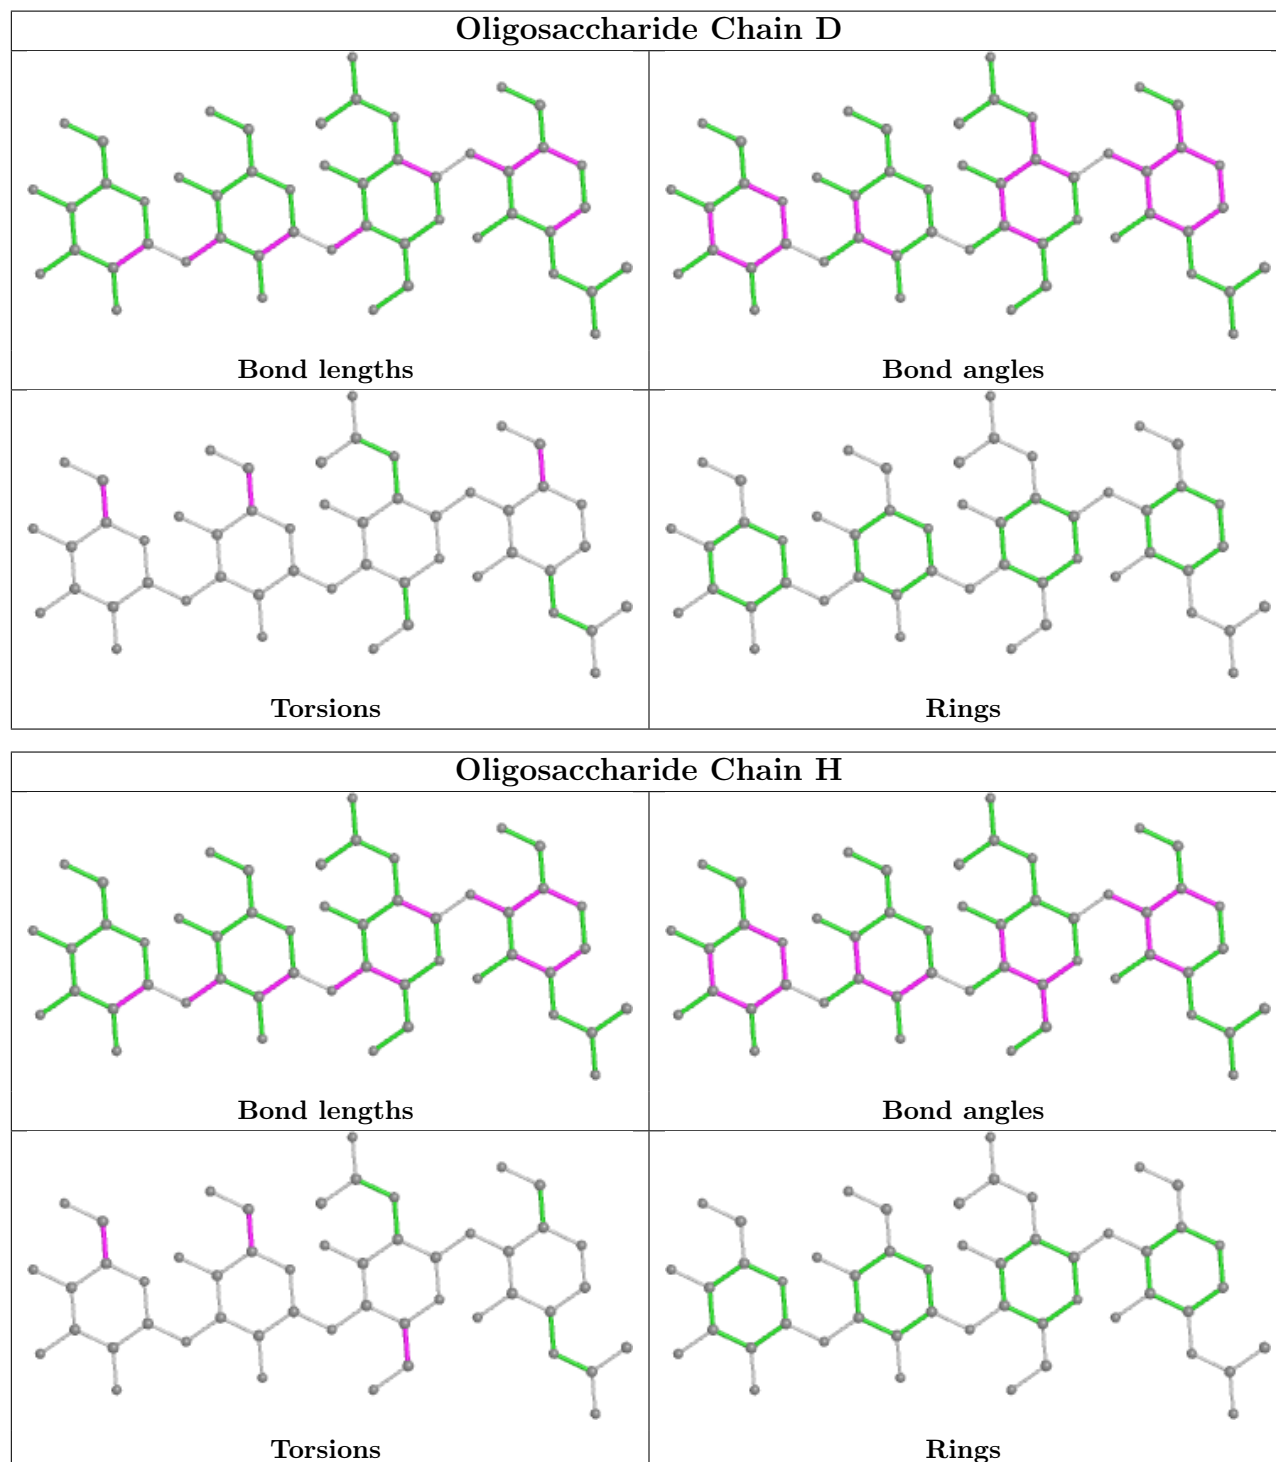 Oligosaccharide Chain D
Bond lengths
Bond angles
Torsions
Rings
Oligosaccharide Chain H
Bond lengths
Bond angles
Torsions
Rings